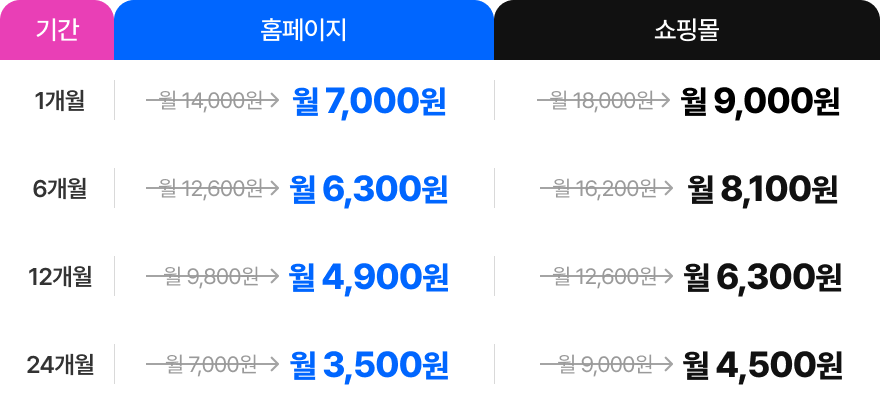 기간 홈페이지 쇼핑몰
1개월 월 14,000원 → 월 7,000원 월 18,000원 → 월 9,000원
6개월 월 12,600원 → 월 6,300원 월 16,200원 → 월 8,100원
12개월 월 9,800원 → 월 4,900원 월 12,600원 → 월 6,300원
24개월 월 7,000원 → 월 3,500원 월 9,000원 → 월 4,500원